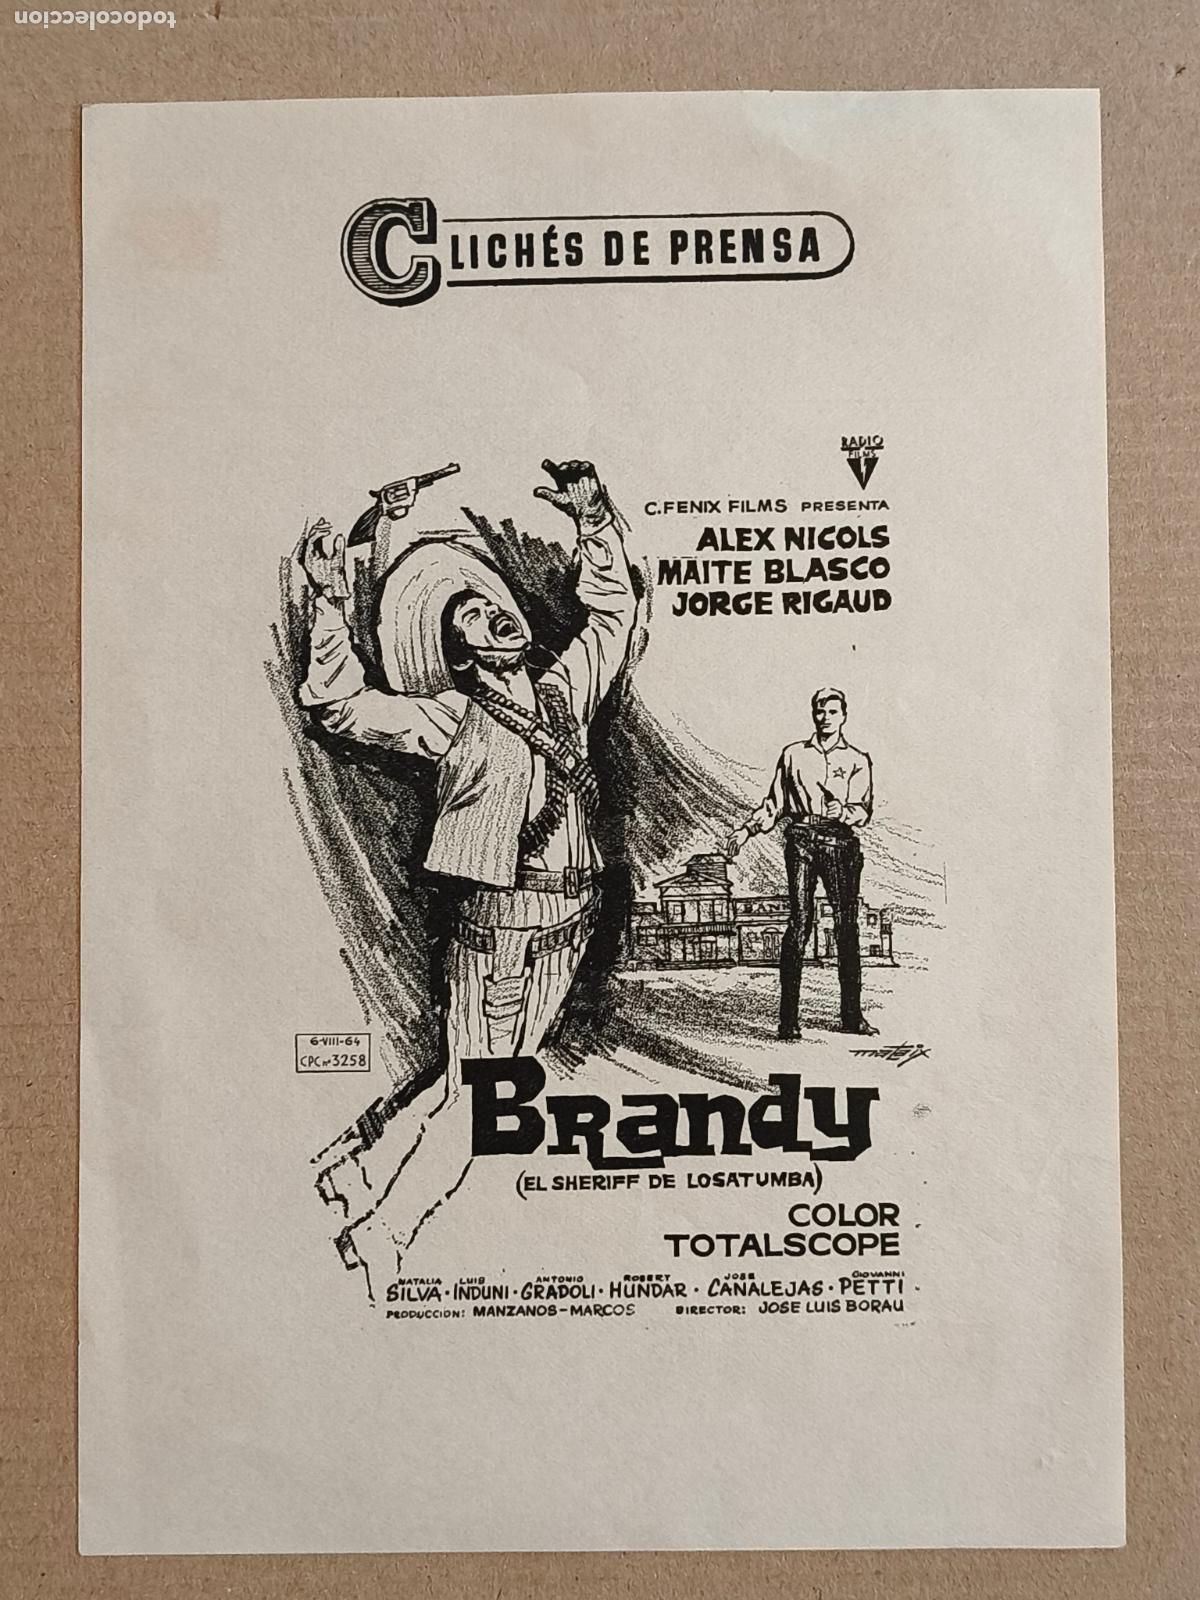 todocoleccion
CLICHÉS DE PRENSA
RADIO
FILMS
C. FENIX FILMS PRESENTA
ALEX NICOLS
MAITE BLASCO
JORGE RIGAUD
BANK
mataix
6-VIII-64
CPC nº 3258
BRandy
(EL SHERIFF DE LOSATUMBA)
COLOR
TOTALSCOPE
NATALIA SILVA · LUIS INDUNI · ANTONIO GRADOLI · ROBERT HUNDAR · JOSE CANALEJAS · GIOVANNI PETTI
PRODUCCION: MANZANOS-MARCOS DIRECTOR: JOSE LUIS BORAU